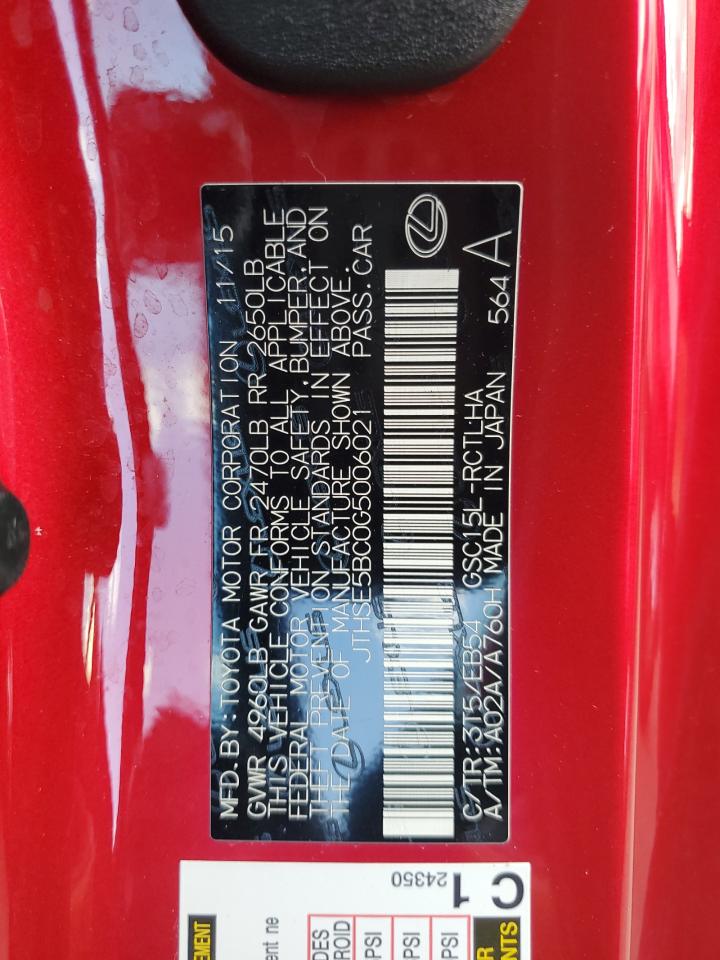 MFD. BY: TOYOTA MOTOR CORPORATION 11/15
GVWR 4960LB GAWR FR 2470LB RR 2650LB
THIS VEHICLE CONFORMS TO ALL APPLICABLE
FEDERAL MOTOR VEHICLE SAFETY, BUMPER, AND
THEFT PREVENTION STANDARDS IN EFFECT ON
THE DATE OF MANUFACTURE SHOWN ABOVE.
JTHSE5BC0G5006021 PASS. CAR
C/TR: 3T5/EB54 GSC15L-RCTLHA
A/TM: A02A/A760H MADE IN JAPAN 564 A
C 1
24350